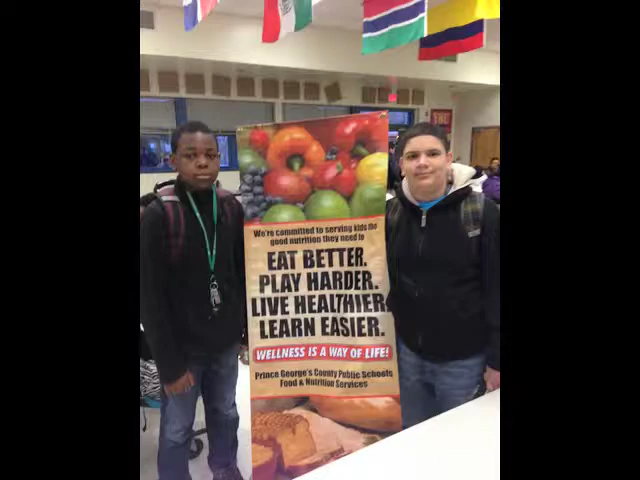 We're committed to serving kids the
good nutrition they need to
EAT BETTER.
PLAY HARDER.
LIVE HEALTHIER.
LEARN EASIER.
WELLNESS IS A WAY OF LIFE!
Prince George's County Public Schools
Food & Nutrition Services